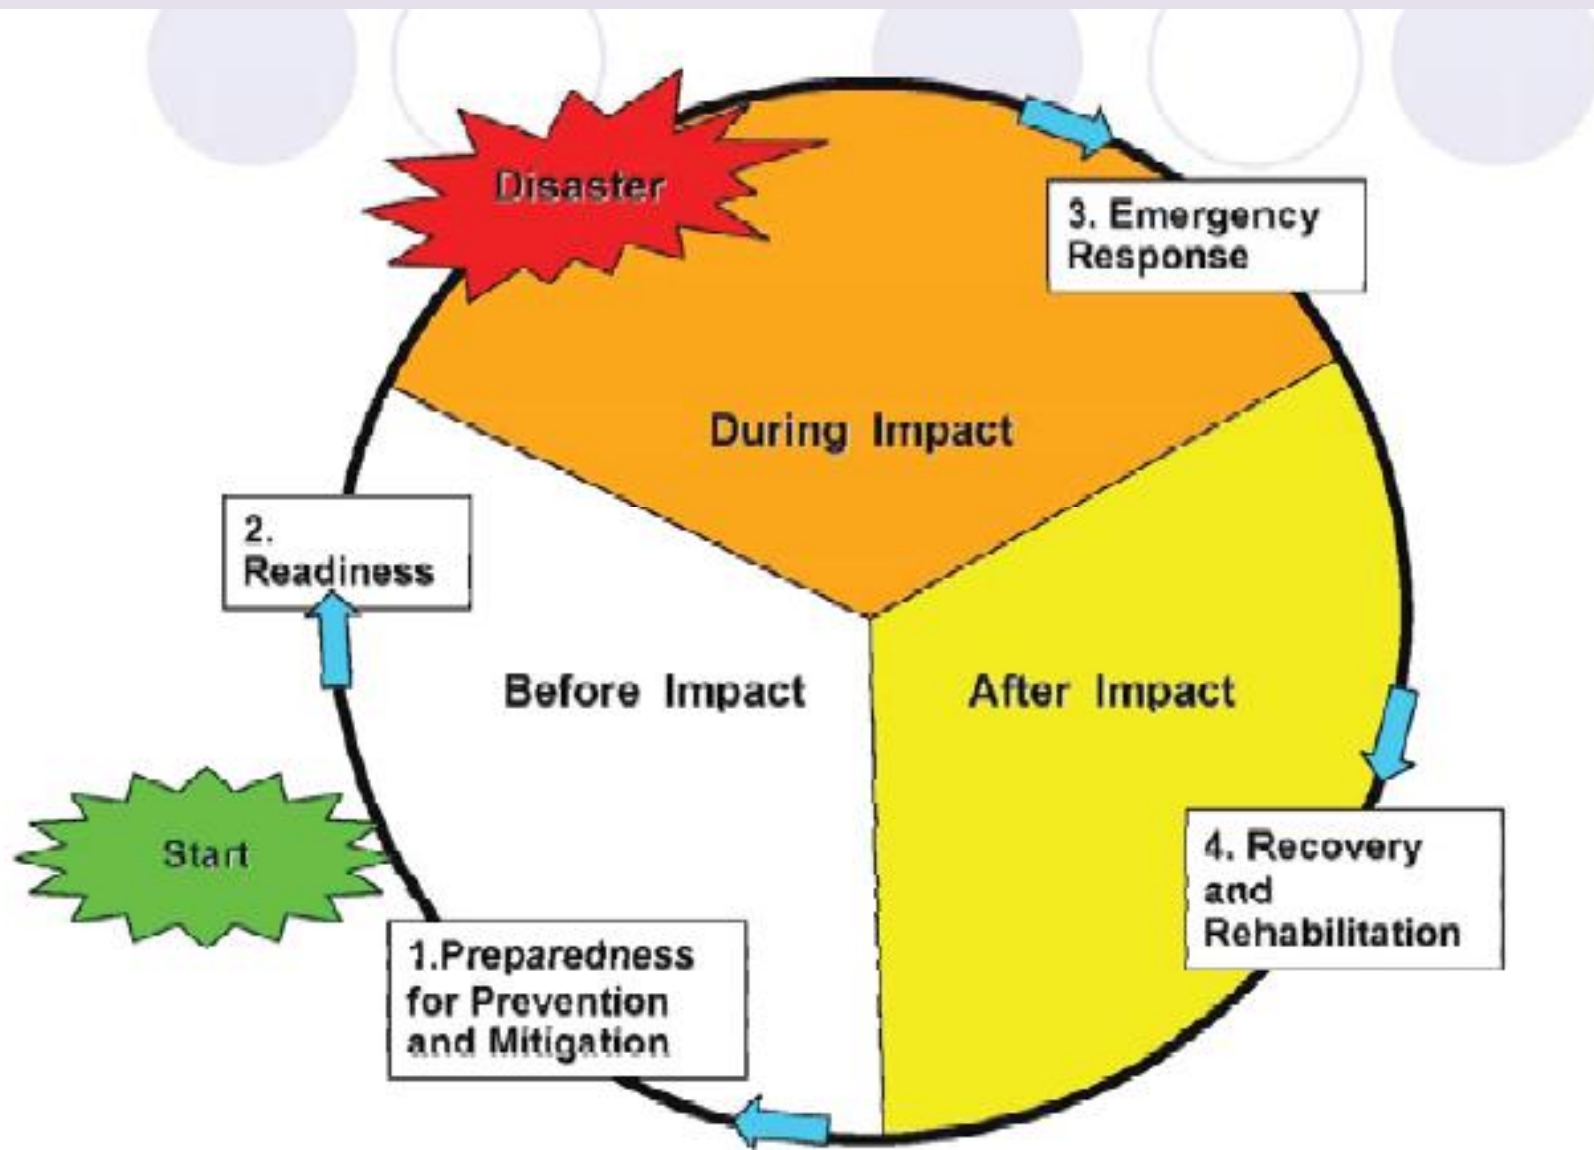 Disaster
3. Emergency
Response
During Impact
2.
Readiness
Before Impact
After Impact
Start
4. Recovery
and
Rehabilitation
1.Preparedness
for Prevention
and Mitigation